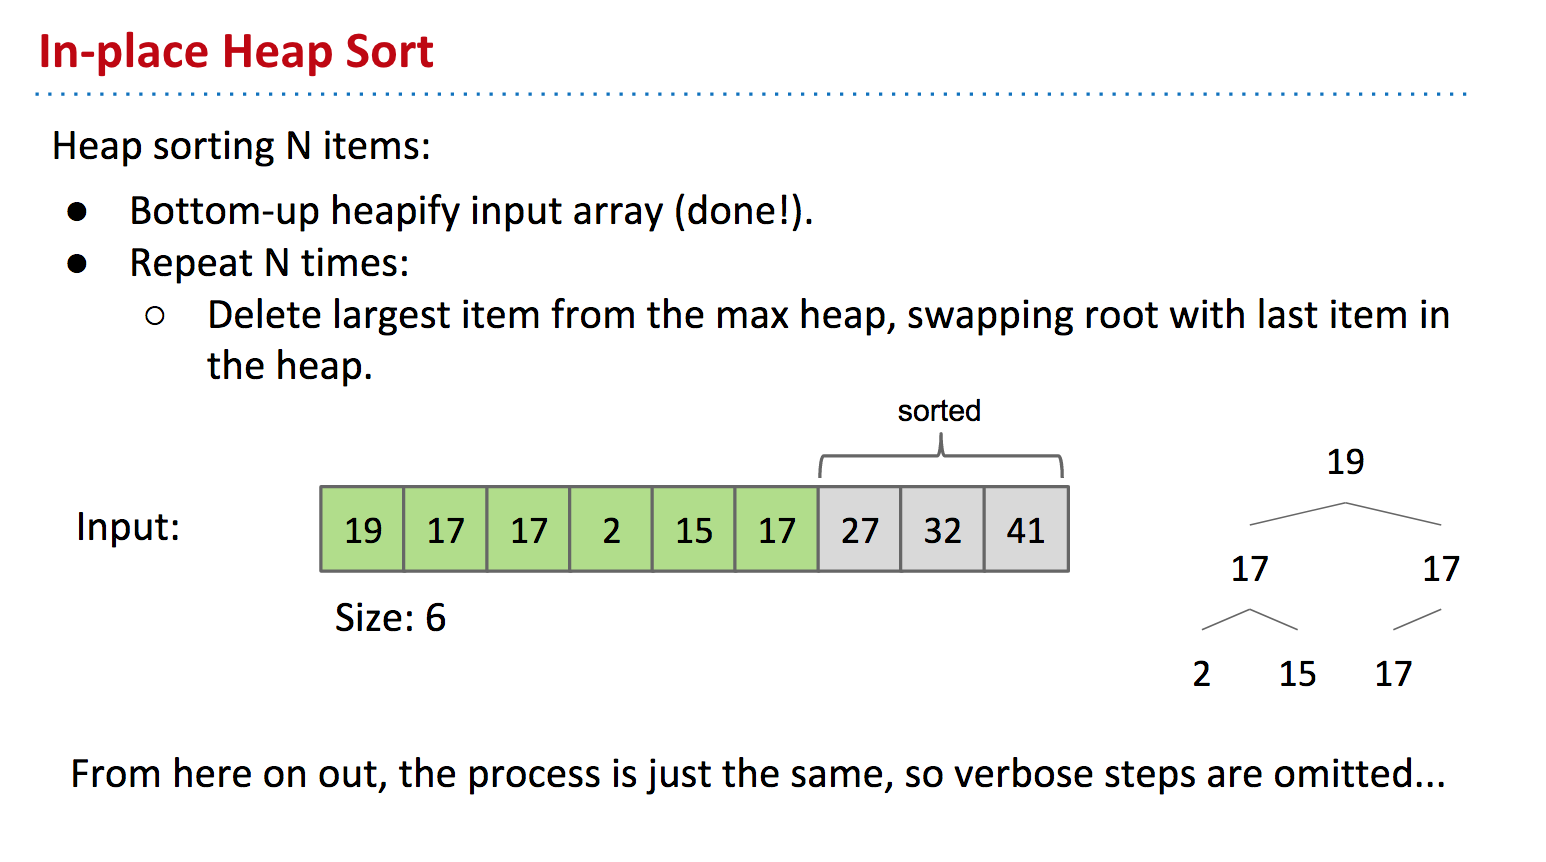 In-place Heap Sort
Heap sorting N items:
● Bottom-up heapify input array (done!).
● Repeat N times:
○ Delete largest item from the max heap, swapping root with last item in
the heap.
sorted
Input:
19 17 17 2 15 17 27 32 41
Size: 6
19
17 17
2 15 17
From here on out, the process is just the same, so verbose steps are omitted...